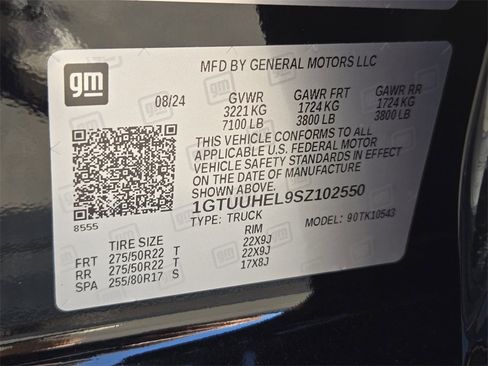 gm
MFD BY GENERAL MOTORS LLC
08/24 GVWR GAWR FRT GAWR RR
3221 KG 1724 KG 1724 KG
7100 LB 3800 LB 3800 LB
THIS VEHICLE CONFORMS TO ALL
APPLICABLE U.S. FEDERAL MOTOR
VEHICLE SAFETY STANDARDS IN EFFECT
ON THE DATE OF MANUFACTURE
SHOWN ABOVE.
1GTUUHEL9SZ102550
8555 TYPE: TRUCK MODEL: 90TK10543
TIRE SIZE RIM
FRT 275/50R22 T 22X9J
RR 275/50R22 T 22X9J
SPA 255/80R17 S 17X8J